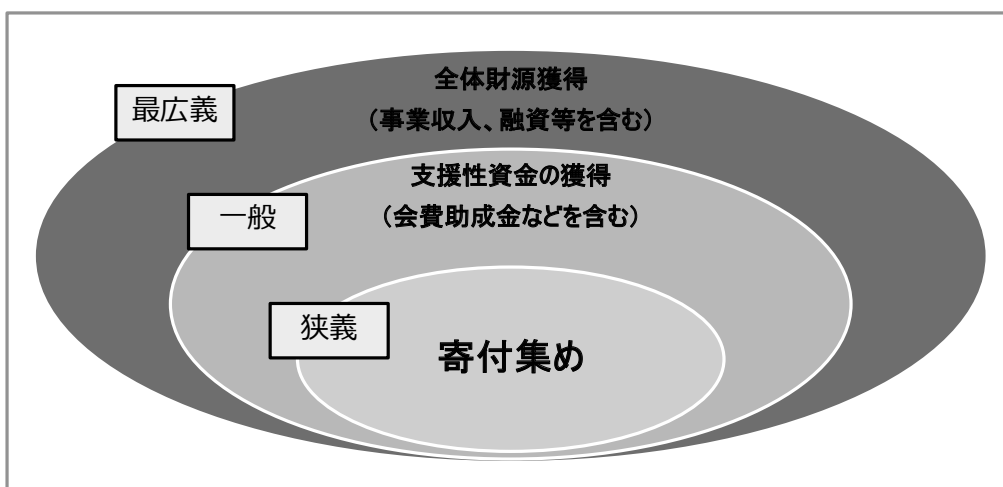 最広義
全体財源獲得
(事業収入、融資等を含む)
一般
支援性資金の獲得
(会費助成金などを含む)
狭義
寄付集め